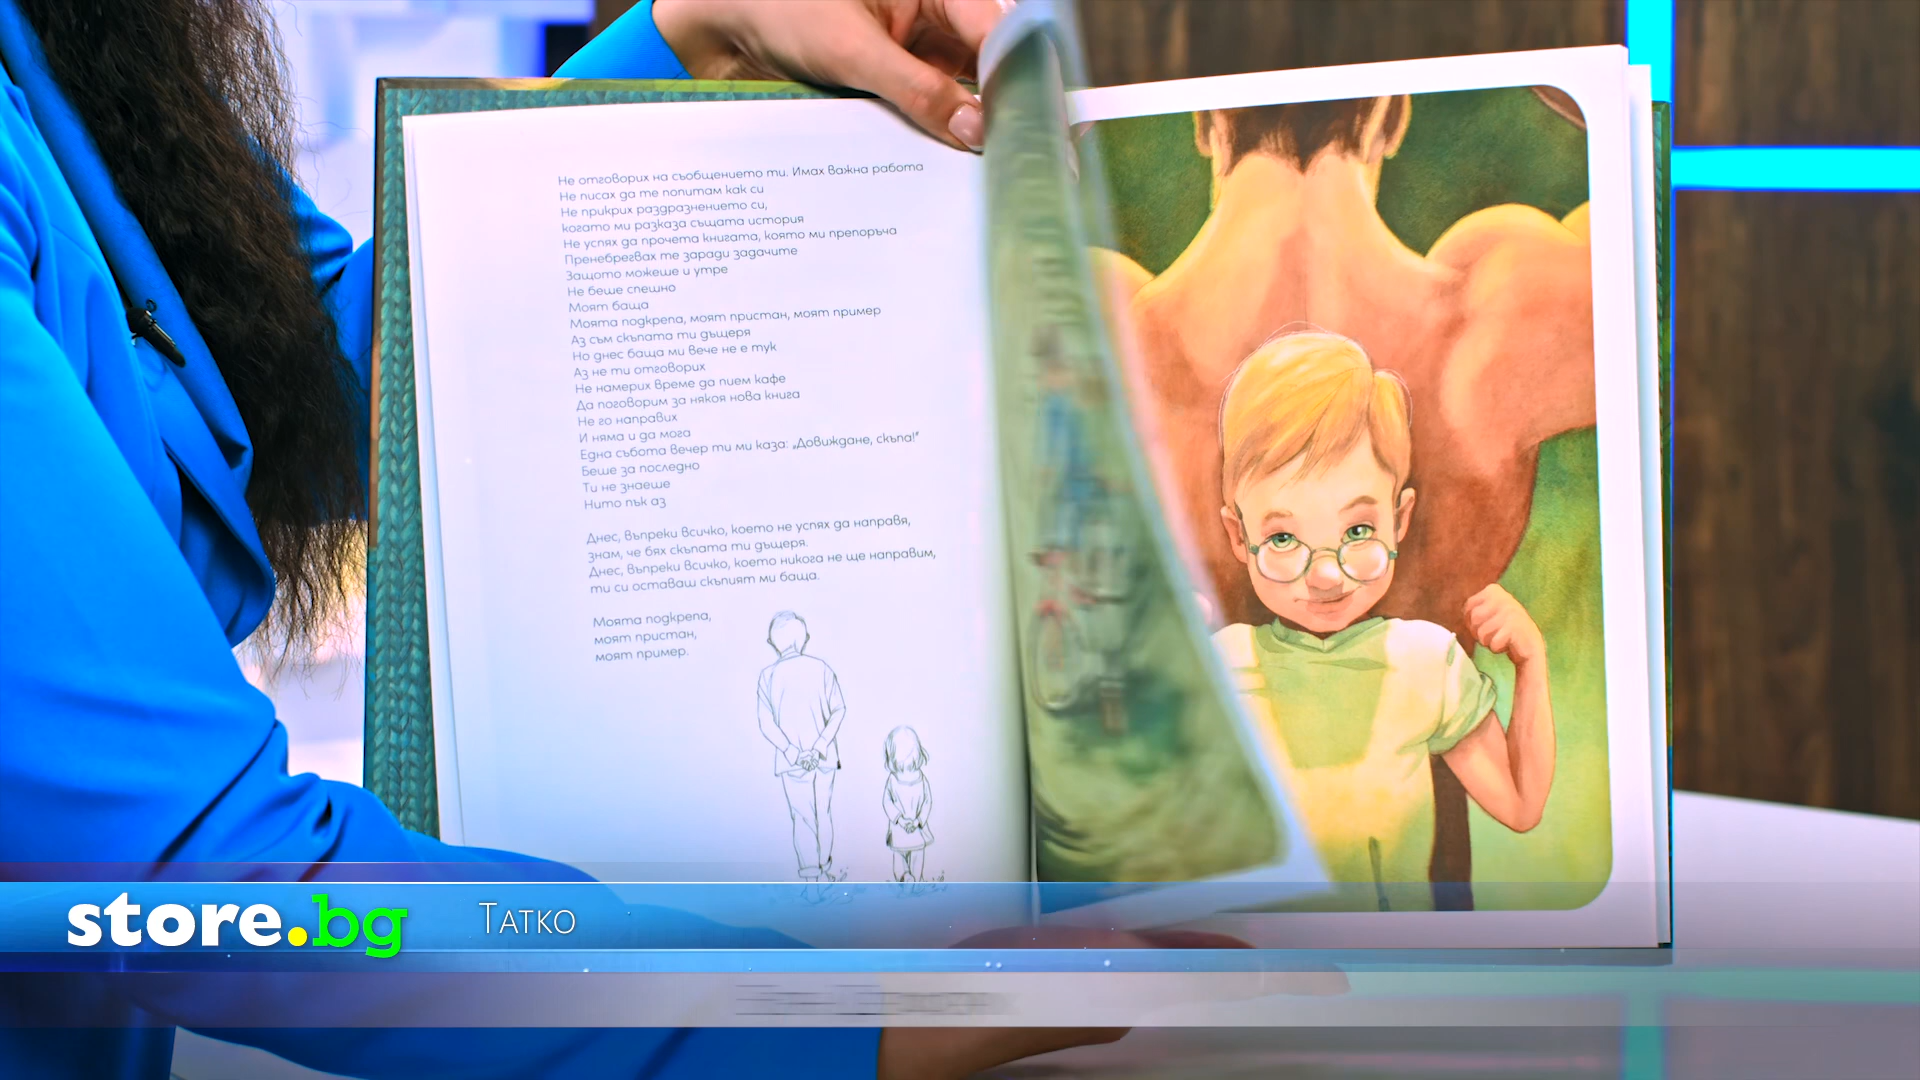 Не отговорих на съобщението ти. Имах важна работа
Не писах да те попитам как си
Не прикрих раздразнението си,
когато ми разказа същата история
Не успях да прочета книгата, която ми препоръча
Пренебрегвах те заради задачите
Защото можеше и утре
Не беше спешно
Моят баща
Моята подкрепа, моят пристан, моят пример
Аз съм скъпата ти дъщеря
Но днес баща ми вече не е тук
Аз не ти отговорих
Не намерих време да пием кафе
Да поговорим за някоя нова книга
Не го направих
И няма и да мога
Една събота вечер ти ми каза: „Довиждане, скъпа!“
Беше за последно
Ти не знаеше
Нито пък аз
Днес, въпреки всичко, което не успях да направя,
знам, че бях скъпата ти дъщеря.
Днес, въпреки всичко, което никога не ще направим,
ти си оставаш скъпият ми баща.
Моята подкрепа,
моят пристан,
моят пример.
store.bg
Татко